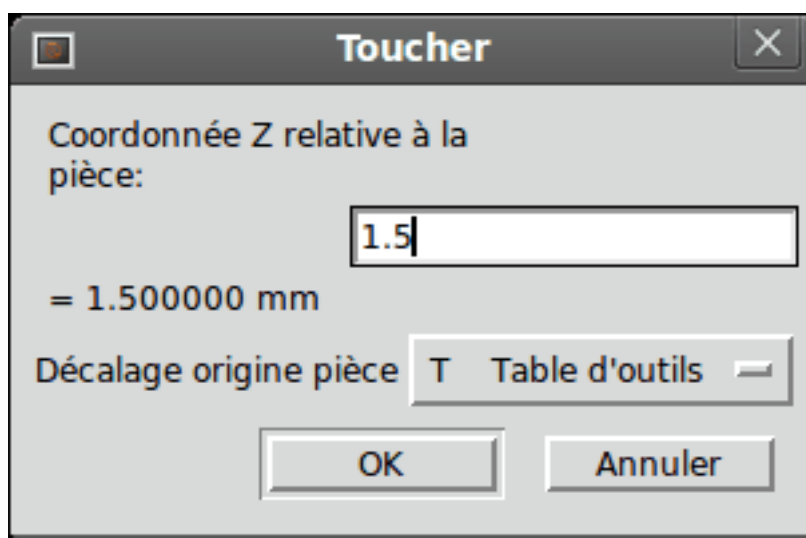 Toucher
Coordonnée Z relative à la
pièce:
1.5
= 1.500000 mm
Décalage origine pièce T Table d'outils
OK Annuler